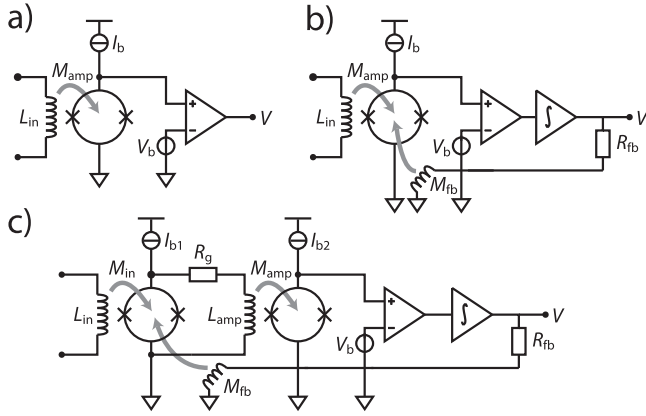 a)
I_b
M_amp
L_in
+
−
V_b
V
b)
I_b
M_amp
L_in
+
−
∫
V
V_b
R_fb
M_fb
c)
I_b1
R_g
I_b2
M_in
M_amp
L_in
L_amp
+
−
∫
V
V_b
R_fb
M_fb